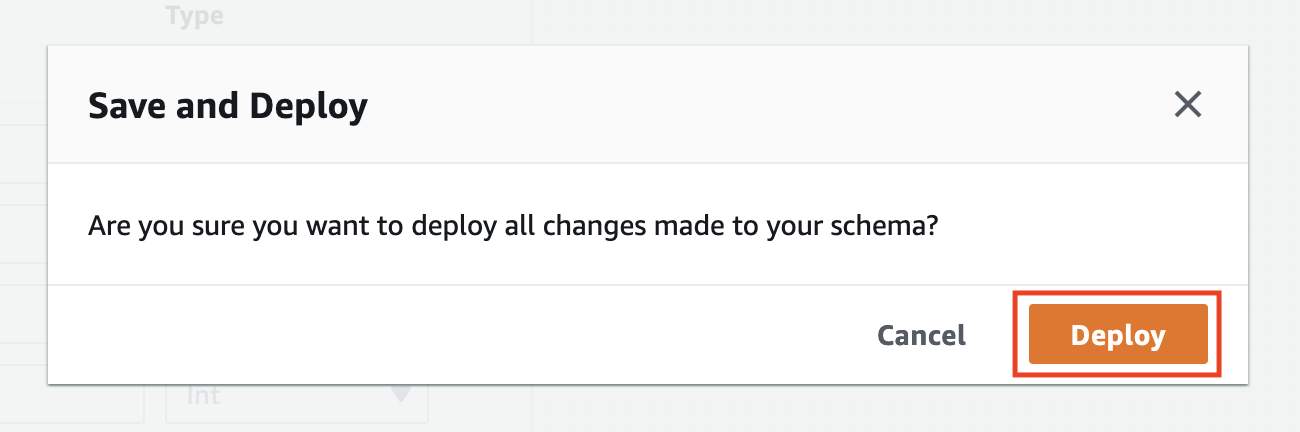 Type
Save and Deploy
Are you sure you want to deploy all changes made to your schema?
Cancel
Deploy
Int